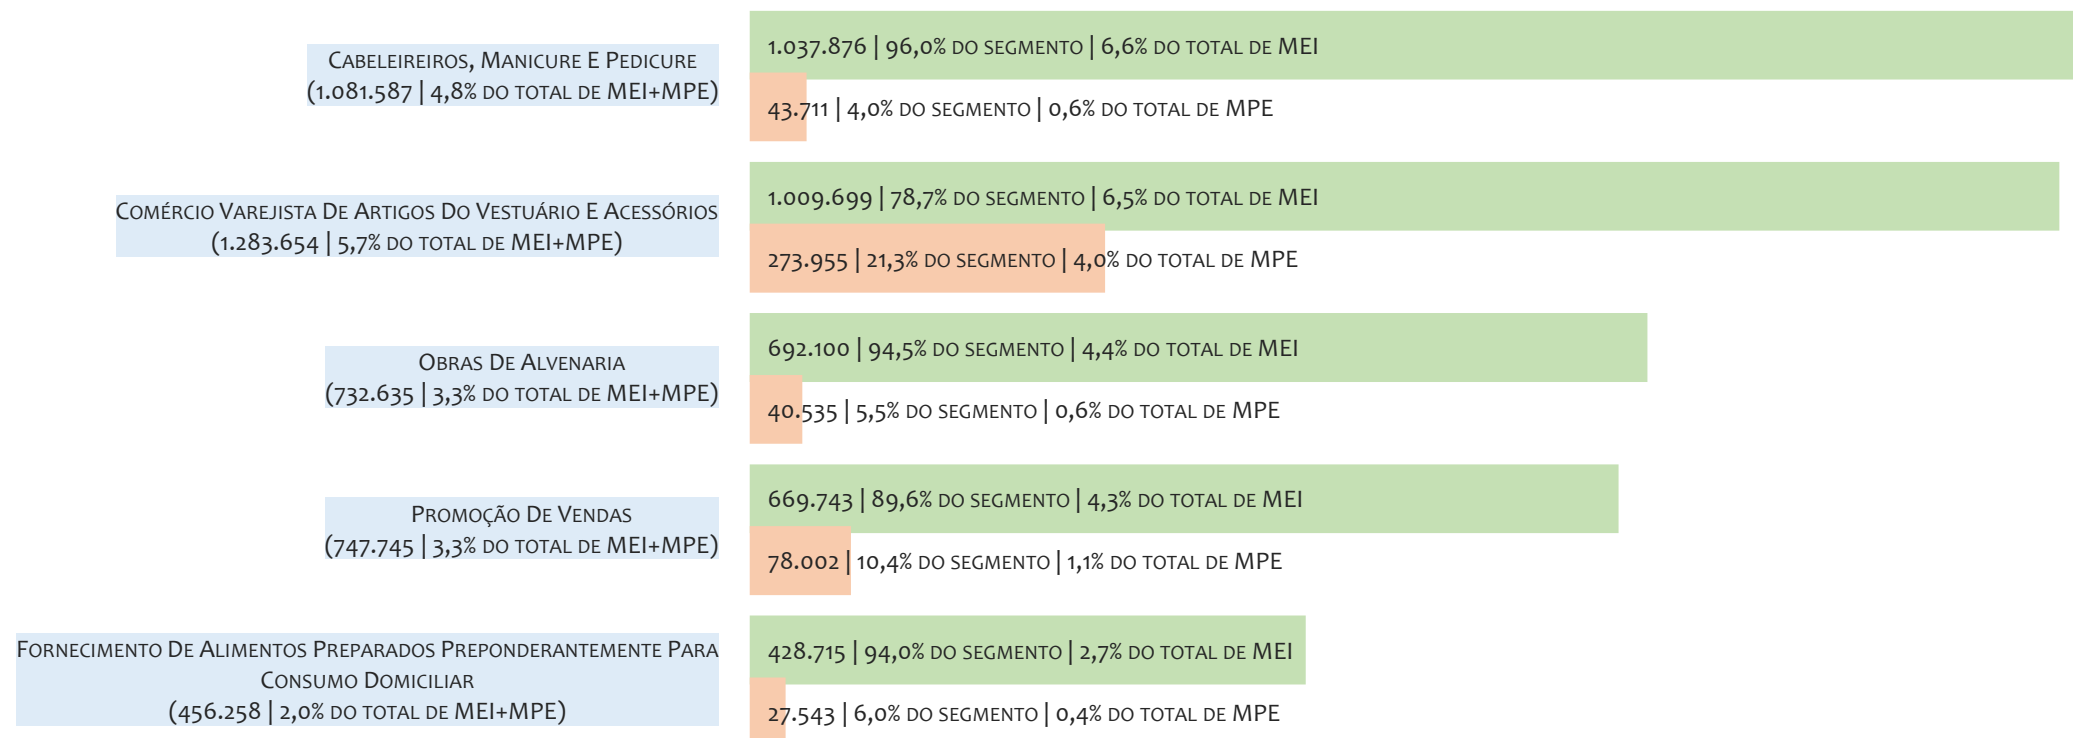 Cabeleireiros, Manicure E Pedicure
(1.081.587 | 4,8% do total de MEI+MPE)
1.037.876 | 96,0% do segmento | 6,6% do total de MEI
43.711 | 4,0% do segmento | 0,6% do total de MPE
Comércio Varejista De Artigos Do Vestuário E Acessórios
(1.283.654 | 5,7% do total de MEI+MPE)
1.009.699 | 78,7% do segmento | 6,5% do total de MEI
273.955 | 21,3% do segmento | 4,0% do total de MPE
Obras De Alvenaria
(732.635 | 3,3% do total de MEI+MPE)
692.100 | 94,5% do segmento | 4,4% do total de MEI
40.535 | 5,5% do segmento | 0,6% do total de MPE
Promoção De Vendas
(747.745 | 3,3% do total de MEI+MPE)
669.743 | 89,6% do segmento | 4,3% do total de MEI
78.002 | 10,4% do segmento | 1,1% do total de MPE
Fornecimento De Alimentos Preparados Preponderantemente Para
Consumo Domiciliar
(456.258 | 2,0% do total de MEI+MPE)
428.715 | 94,0% do segmento | 2,7% do total de MEI
27.543 | 6,0% do segmento | 0,4% do total de MPE